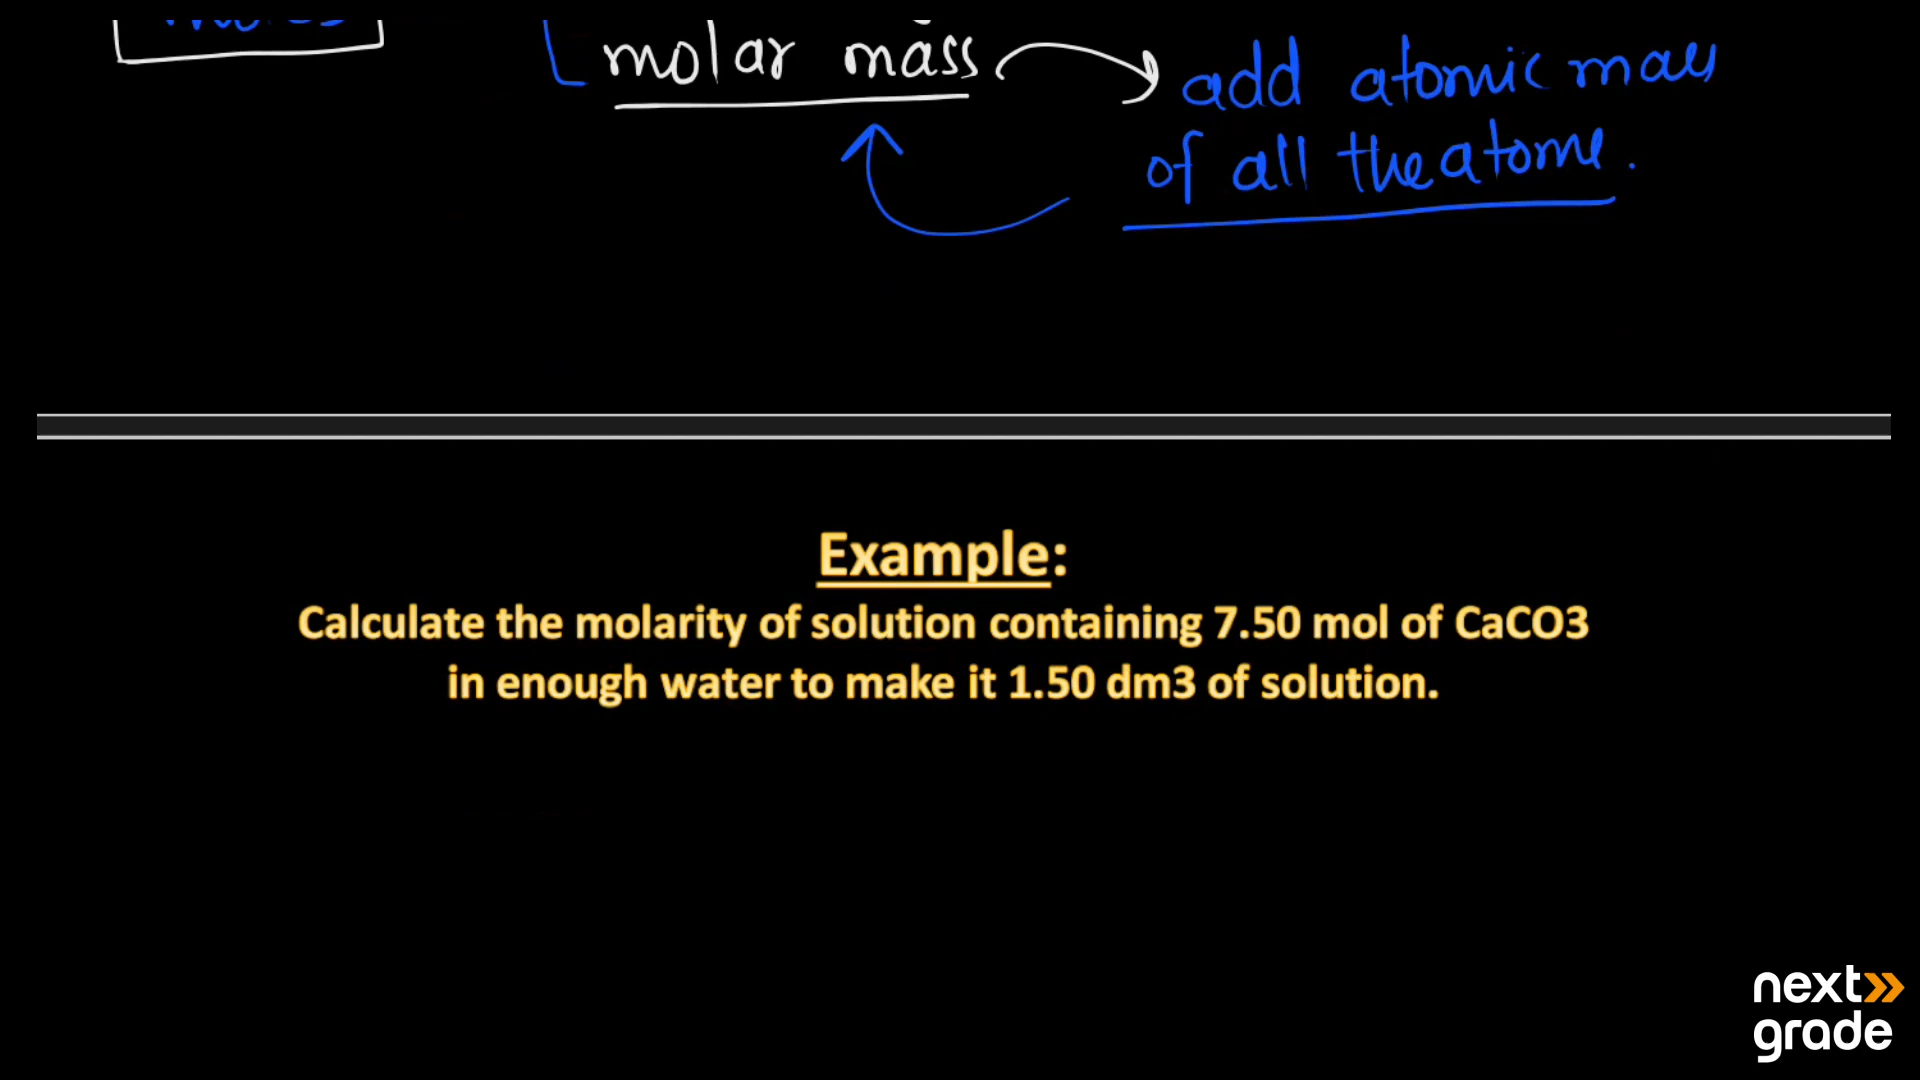 molar mass
add atomic mass
of all the atoms.
Example:
Calculate the molarity of solution containing 7.50 mol of CaCO3
in enough water to make it 1.50 dm3 of solution.
next
grade